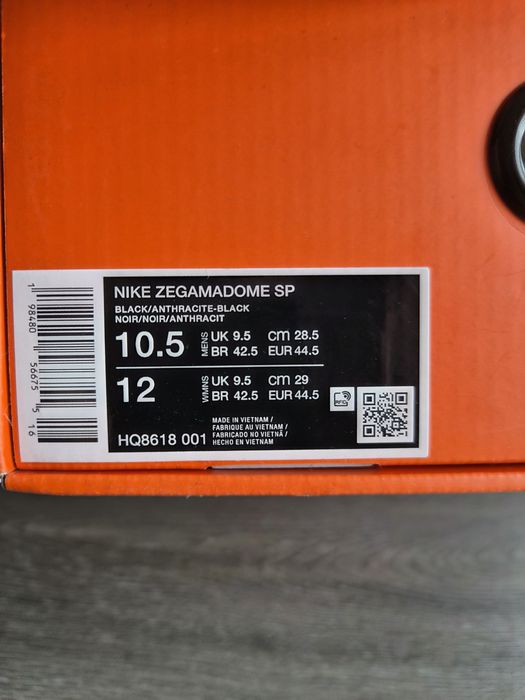 NIKE ZEGAMADOME SP
BLACK/ANTHRACITE-BLACK
NOIR/NOIR/ANTHRACIT
10.5 MENS UK 9.5 cm 28.5
BR 42.5 EUR 44.5
12 WMNS UK 9.5 cm 29
BR 42.5 EUR 44.5
RFID
HQ8618 001
MADE IN VIETNAM /
FABRIQUE AU VIETNAM /
FABRICADO NO VIETNÃ /
HECHO EN VIETNAM
1 98480 56675 5 16